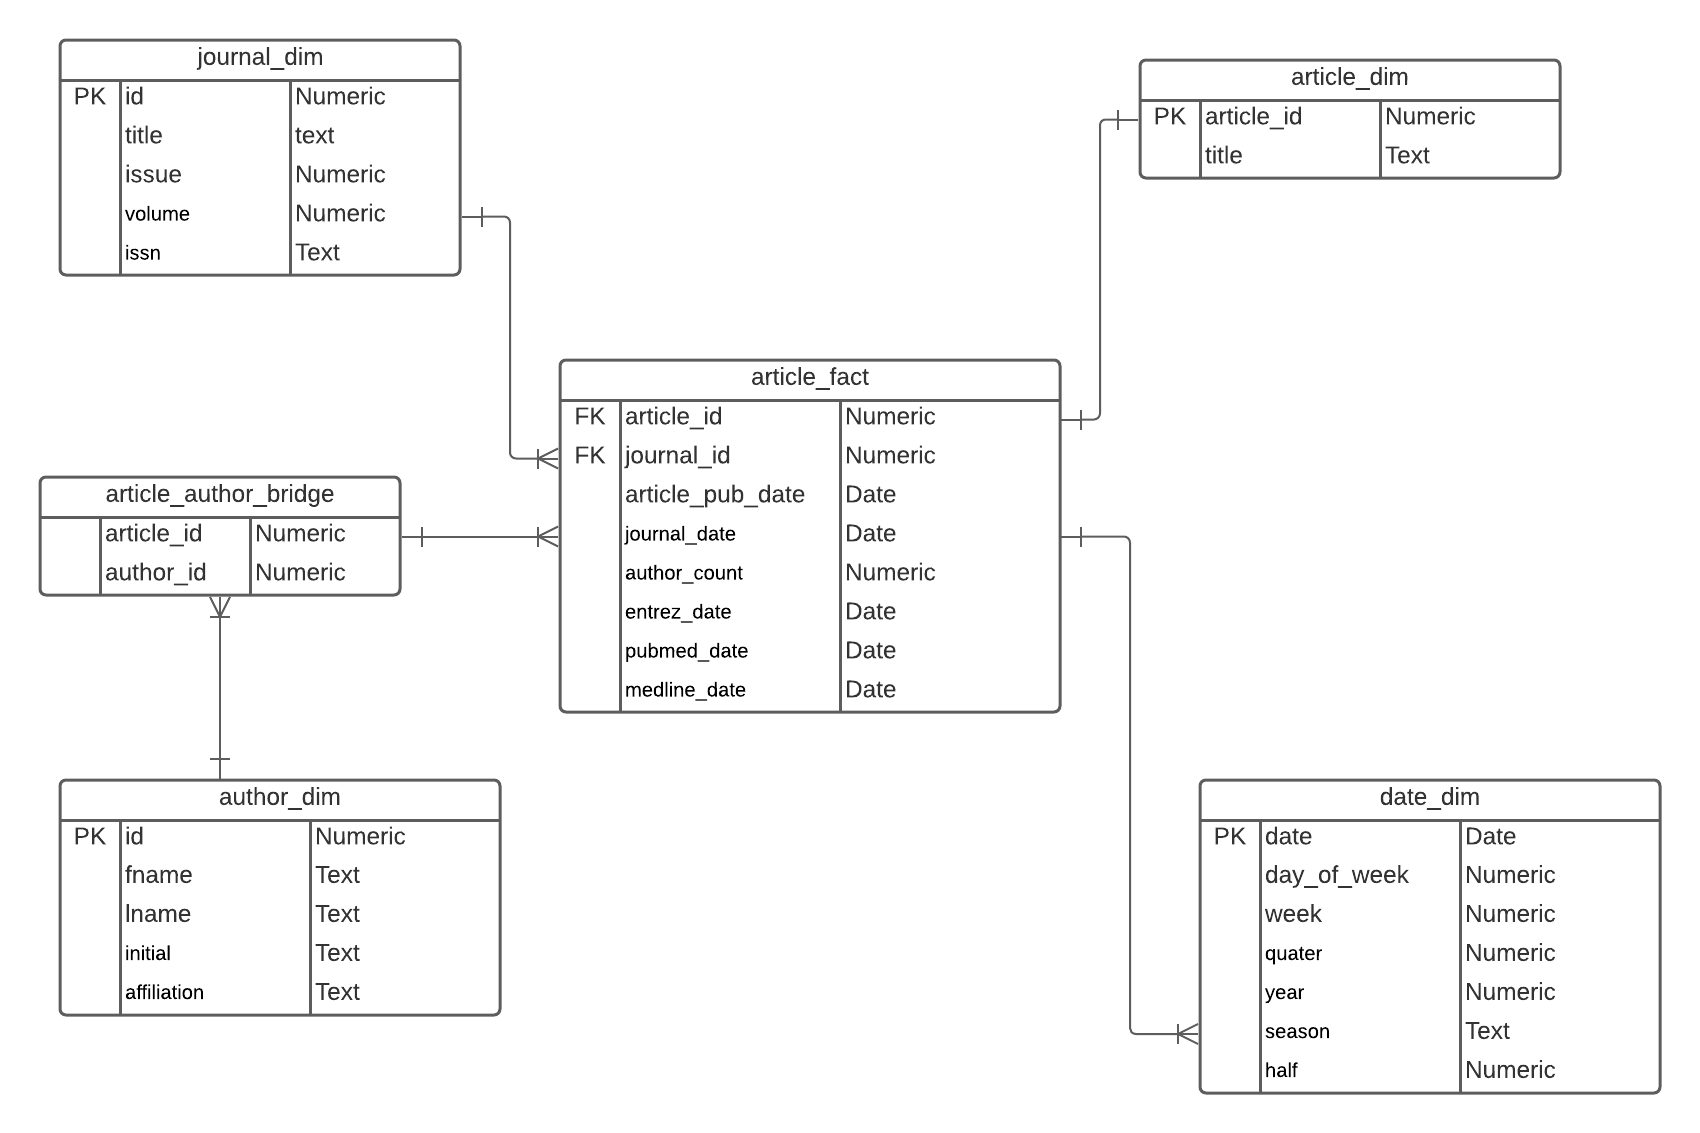 journal_dim
PK id Numeric
title text
issue Numeric
volume Numeric
issn Text
article_dim
PK article_id Numeric
title Text
article_fact
FK article_id Numeric
FK journal_id Numeric
article_pub_date Date
journal_date Date
author_count Numeric
entrez_date Date
pubmed_date Date
medline_date Date
article_author_bridge
article_id Numeric
author_id Numeric
author_dim
PK id Numeric
fname Text
lname Text
initial Text
affiliation Text
date_dim
PK date Date
day_of_week Numeric
week Numeric
quater Numeric
year Numeric
season Text
half Numeric